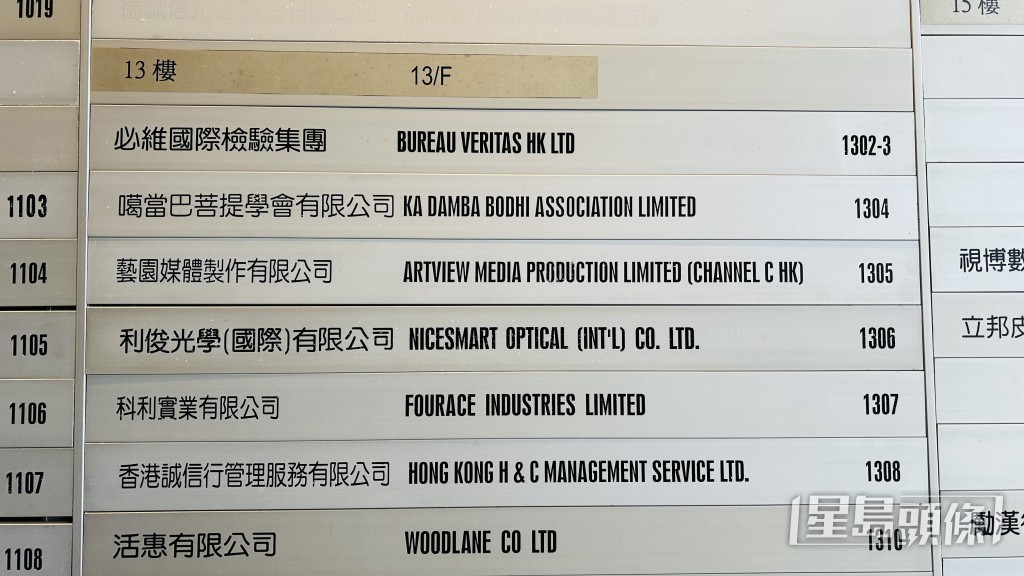 1019
13 樓 13/F
必維國際檢驗集團 BUREAU VERITAS HK LTD 1302-3
1103
噶當巴菩提學會有限公司 KA DAMBA BODHI ASSOCIATION LIMITED 1304
1104
藝園媒體製作有限公司 ARTVIEW MEDIA PRODUCTION LIMITED (CHANNEL C HK) 1305
1105
利俊光學(國際)有限公司 NICESMART OPTICAL (INT'L) CO. LTD. 1306
1106
科利實業有限公司 FOURACE INDUSTRIES LIMITED 1307
1107
香港誠信行管理服務有限公司 HONG KONG H & C MANAGEMENT SERVICE LTD. 1308
1108
活惠有限公司 WOODLANE CO LTD 1310
15 樓
視博數
立邦皮
勵漢
星島頭條